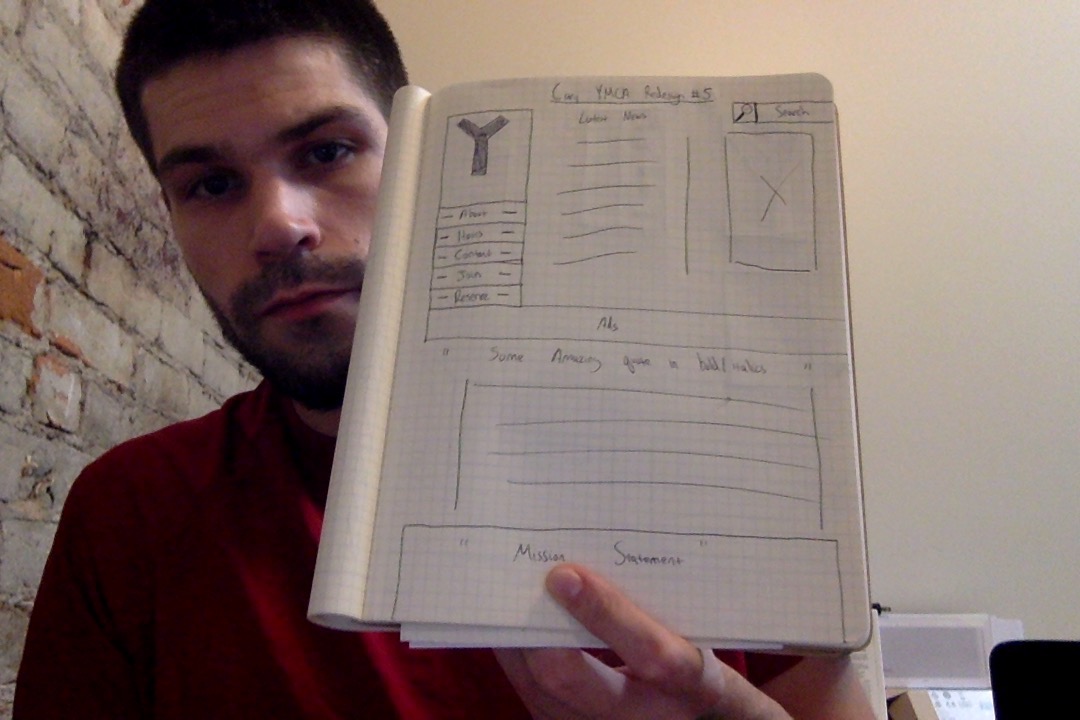 YMCA Redesign #5
Search
Latest News
Y
About
Hours
Contact
Join
Reserve
Ads
" Some Amazing quote in bold/italics "
" Mission Statement "